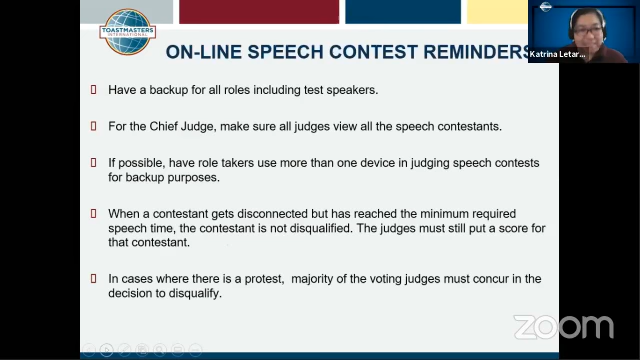 TOASTMASTERS
INTERNATIONAL
ON-LINE SPEECH CONTEST REMINDERS
Katrina Letar...
Have a backup for all roles including test speakers.
For the Chief Judge, make sure all judges view all the speech contestants.
If possible, have role takers use more than one device in judging speech contests
for backup purposes.
When a contestant gets disconnected but has reached the minimum required
speech time, the contestant is not disqualified. The judges must still put a score for
that contestant.
In cases where there is a protest,  majority of the voting judges must concur in the
decision to disqualify.
zoom